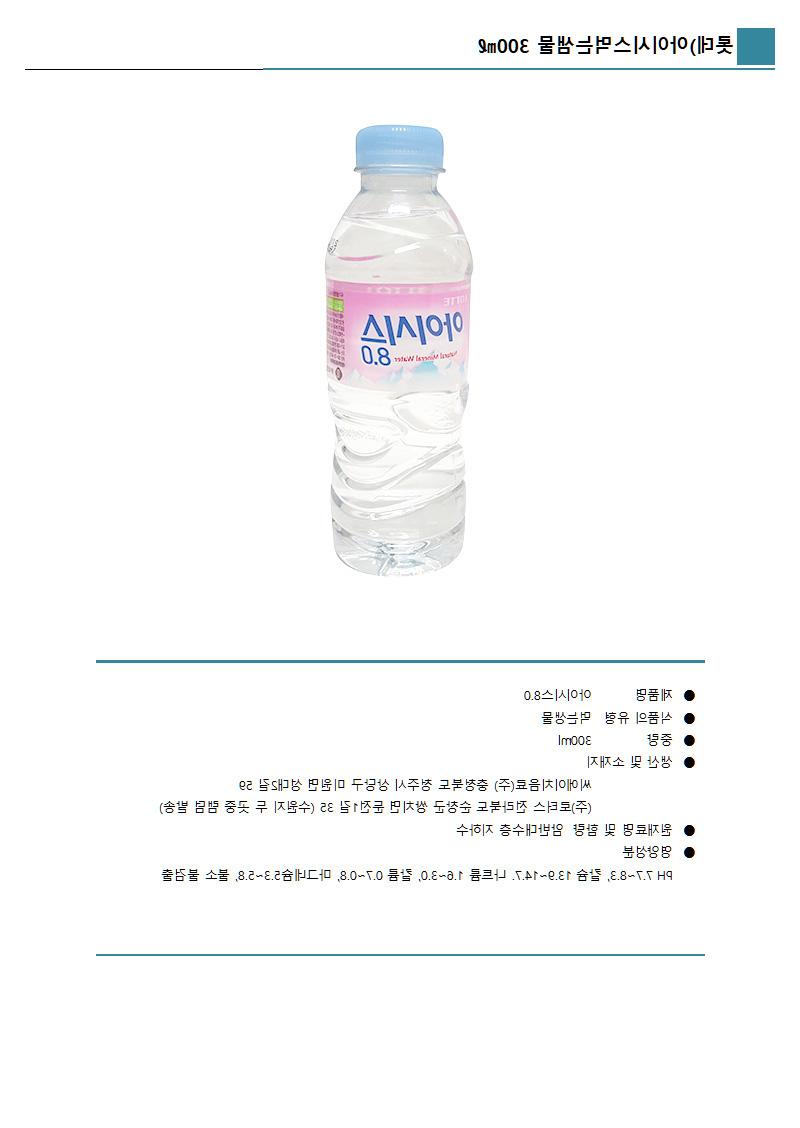 롯데)아이시스먹는샘물 300㎖
LOTTE
아이시스
8.0
Natural Mineral Water
● 제품명 아이시스8.0
● 식품의 유형 먹는샘물
● 중량 300ml
● 생산 및 소재지
씨에이치음료(주) 충청북도 청주시 상당구 미원면 성대2길 59
(주)로터스 전라북도 순창군 쌍치면 둔전1길 35 (수원지 두 곳중 랜덤 발송)
● 원재료명 및 함량 암반대수층 지하수
● 영양성분
PH 7.7~8.3, 칼슘 13.9~14.7. 나트륨 1.6~3.0, 칼륨 0.7~0.8, 마그네슘5.3~5.8, 불소 불검출